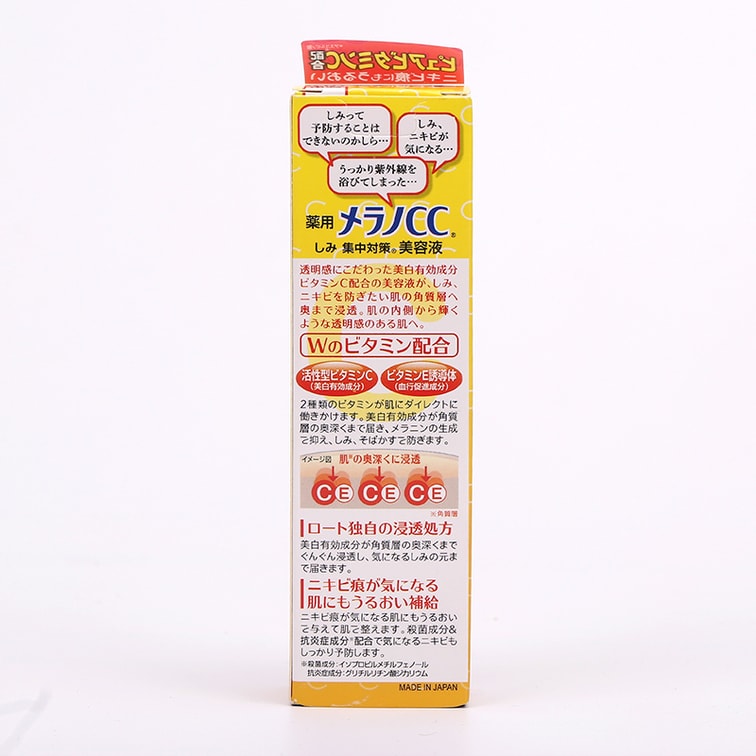 ピュアビタミンC配合
ニキビ痕にもうるおい
しみって
予防することは
できないのかしら…
しみ、
ニキビが
気になる…
うっかり紫外線を
浴びてしまった…
薬用 メラノCC®
しみ 集中対策® 美容液
透明感にこだわった美白有効成分
ビタミンC配合の美容液が、しみ、
ニキビを防ぎたい肌の角質層へ
奥まで浸透。肌の内側から輝く
ような透明感のある肌へ。
Wのビタミン配合
活性型ビタミンC
(美白有効成分)
ビタミンE誘導体
(血行促進成分)
2種類のビタミンが肌にダイレクトに
働きかけます。美白有効成分が角質
層の奥深くまで届き、メラニンの生成
を抑え、しみ、そばかすを防ぎます。
イメージ図 肌※の奥深くに浸透
C E C E C E
※角質層
ロート独自の浸透処方
美白有効成分が角質層の奥深くまで
ぐんぐん浸透し、気になるしみの元ま
で届きます。
ニキビ痕が気になる
肌にもうるおい補給
ニキビ痕が気になる肌にもうるおい
を与えて肌を整えます。殺菌成分&
抗炎症成分※配合で気になるニキビも
しっかり予防します。
※殺菌成分:イソプロピルメチルフェノール
抗炎症成分:グリチルリチン酸ジカリウム
MADE IN JAPAN